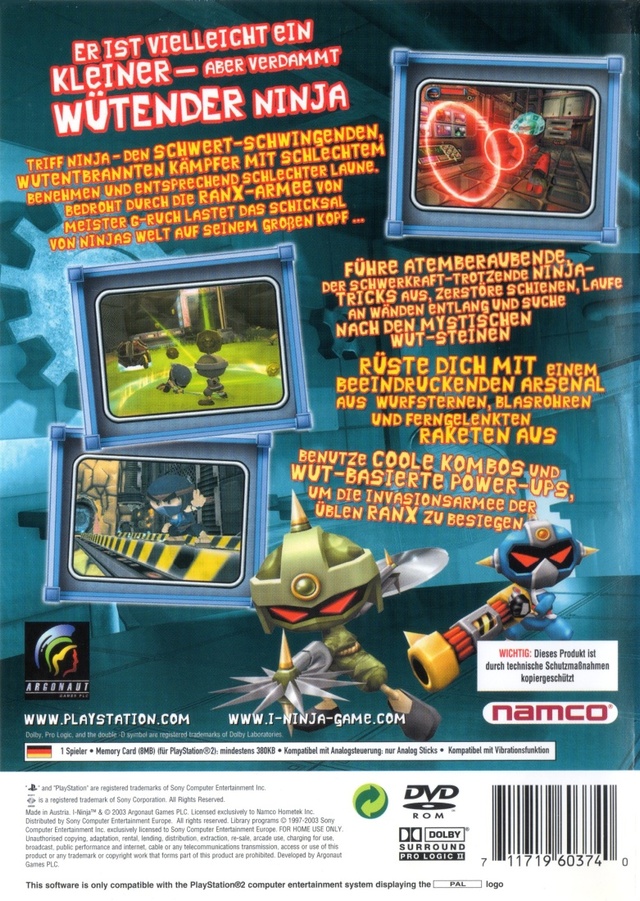 ER IST VIELLEICHT EIN
KLEINER – ABER VERDAMMT
WÜTENDER NINJA
TRIFF NINJA - DEN SCHWERT-SCHWINGENDEN,
WUTENTBRANNTEN KÄMPFER MIT SCHLECHTEM
BENEHMEN UND ENTSPRECHEND SCHLECHTER LAUNE.
BEDROHT DURCH DIE RANX-ARMEE VON
MEISTER G-RUCH LASTET DAS SCHICKSAL
VON NINJAS WELT AUF SEINEM GROßEN KOPF ...
FÜHRE ATEMBERAUBENDE,
DER SCHWERKRAFT-TROTZENDE NINJA-
TRICKS AUS, ZERSTÖRE SCHIENEN, LAUFE
AN WÄNDEN ENTLANG UND SUCHE
NACH DEN MYSTISCHEN
WUT-STEINEN
RÜSTE DICH MIT EINEM
BEEINDRUCKENDEN ARSENAL
AUS WURFSTERNEN, BLASROHREN
UND FERNGELENKTEN
RAKETEN AUS
BENUTZE COOLE KOMBOS UND
WUT-BASIERTE POWER-UPS,
UM DIE INVASIONSARMEE DER
ÜBLEN RANX ZU BESIEGEN
WICHTIG: Dieses Produkt ist
durch technische Schutzmaßnahmen
kopiergeschützt
ARGONAUT
GAMES PLC
WWW.PLAYSTATION.COM WWW.I-NINJA-GAME.COM
namco®
Dolby, Pro Logic, and the double -D symbol are registered trademarks of Dolby Laboratories.
1 Spieler • Memory Card (8MB) (für PlayStation®2): mindestens 380KB • Kompatibel mit Analogsteuerung: nur Analog Sticks • Kompatibel mit Vibrationsfunktion
" " and "PlayStation" are registered trademarks of Sony Computer Entertainment Inc.
is a registered trademark of Sony Corporation. All Rights Reserved.
Made in Austria. I-Ninja™ & © 2003 Argonaut Games PLC. Licensed exclusively to Namco Hometek Inc.
Distributed by Sony Computer Entertainment Europe. All rights reserved. Library programs © 1997-2003 Sony
Computer Entertainment Inc. exclusively licensed to Sony Computer Entertainment Europe. FOR HOME USE ONLY.
Unauthorised copying, adaptation, rental, lending, distribution, extraction, re-sale, arcade use, charging for use,
broadcast, public performance and internet, cable or any telecommunications transmission, access or use of this
product or any trademark or copyright work that forms part of this product are prohibited. Developed by Argonaut
Games PLC.
DVD
ROM
DOLBY
SURROUND
PRO LOGIC II
7 11719 60374 0
This software is only compatible with the PlayStation®2 computer entertainment system displaying the PAL logo